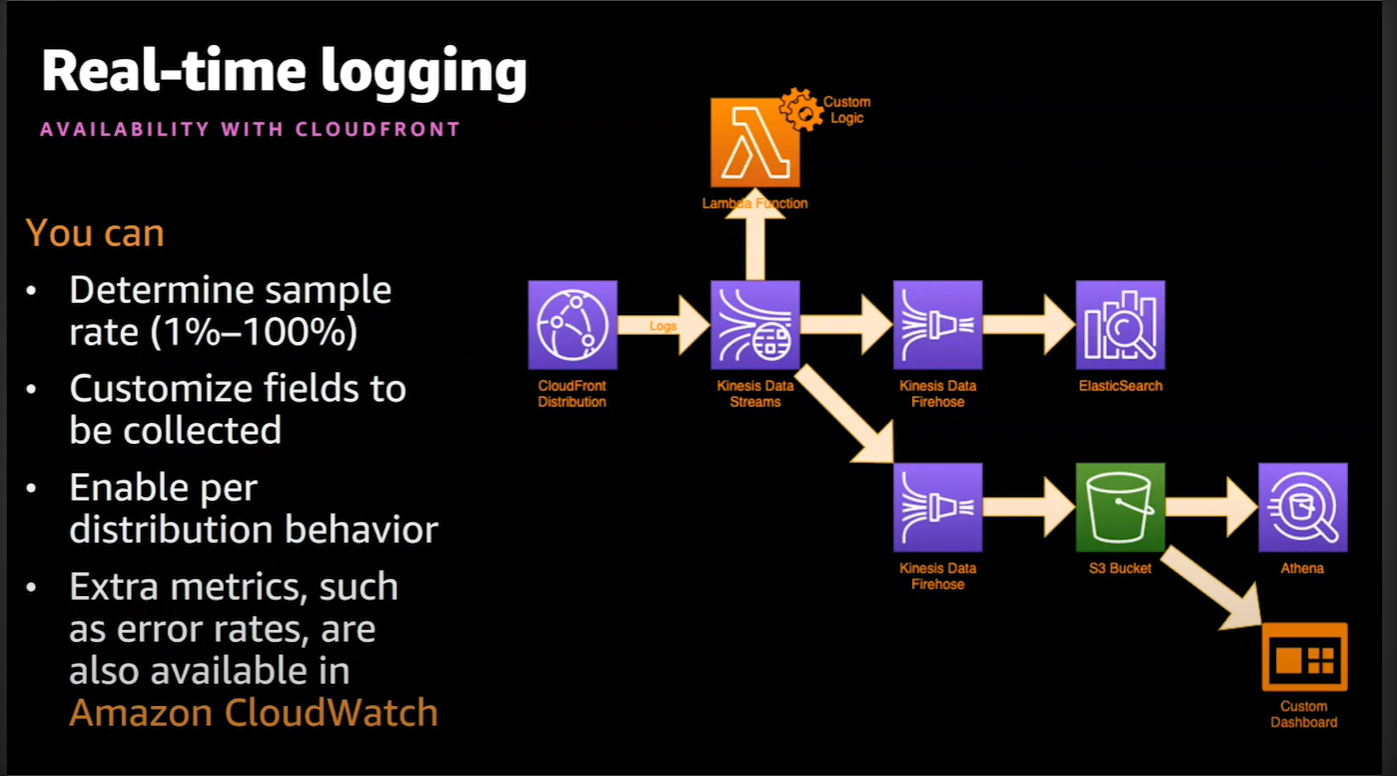 Real-time logging
AVAILABILITY WITH CLOUDFRONT
You can
• Determine sample
rate (1%–100%)
• Customize fields to
be collected
• Enable per
distribution behavior
• Extra metrics, such
as error rates, are
also available in
Amazon CloudWatch
Custom
Logic
Lambda Function
Logs
CloudFront
Distribution
Kinesis Data
Streams
Kinesis Data
Firehose
ElasticSearch
Kinesis Data
Firehose
S3 Bucket
Athena
Custom
Dashboard